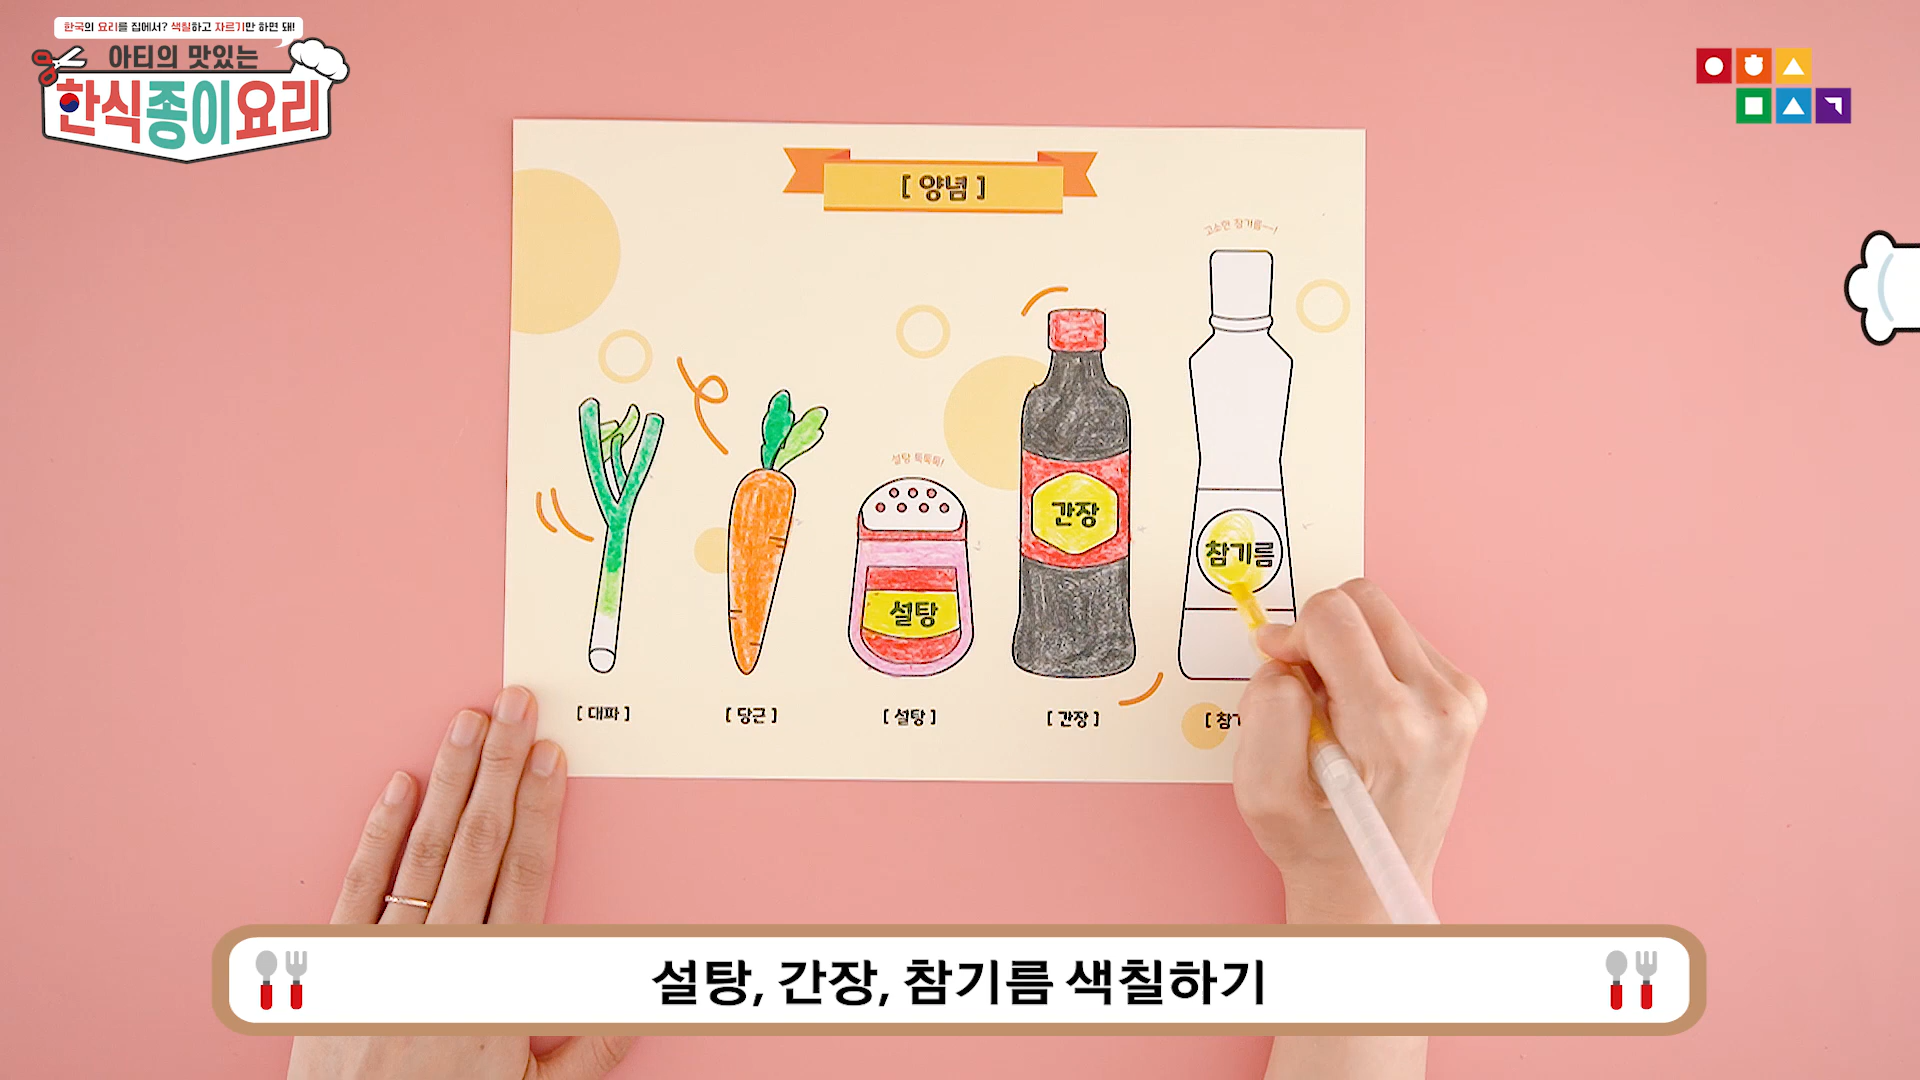 한국의 요리를 집에서? 색칠하고 자르기만 하면 돼!
아티의 맛있는
한식종이요리
[ 양념 ]
고소한 참기름~!
설탕 톡톡톡!
간장
참기름
설탕
[ 대파 ]
[ 당근 ]
[ 설탕 ]
[ 간장 ]
[ 참기
설탕, 간장, 참기름 색칠하기